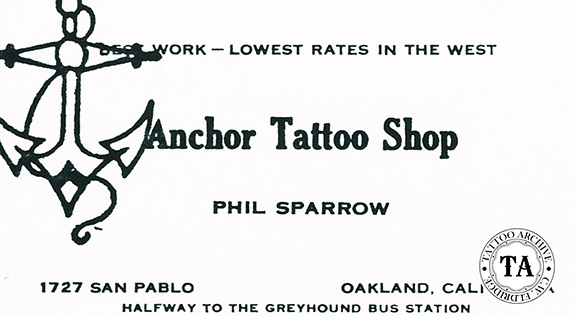 BEST WORK — LOWEST RATES IN THE WEST
Anchor Tattoo Shop
PHIL SPARROW
1727 SAN PABLO
OAKLAND, CALI
HALFWAY TO THE GREYHOUND BUS STATION
TATTOO ARCHIVE
TA
C.W. ELDRIDGE